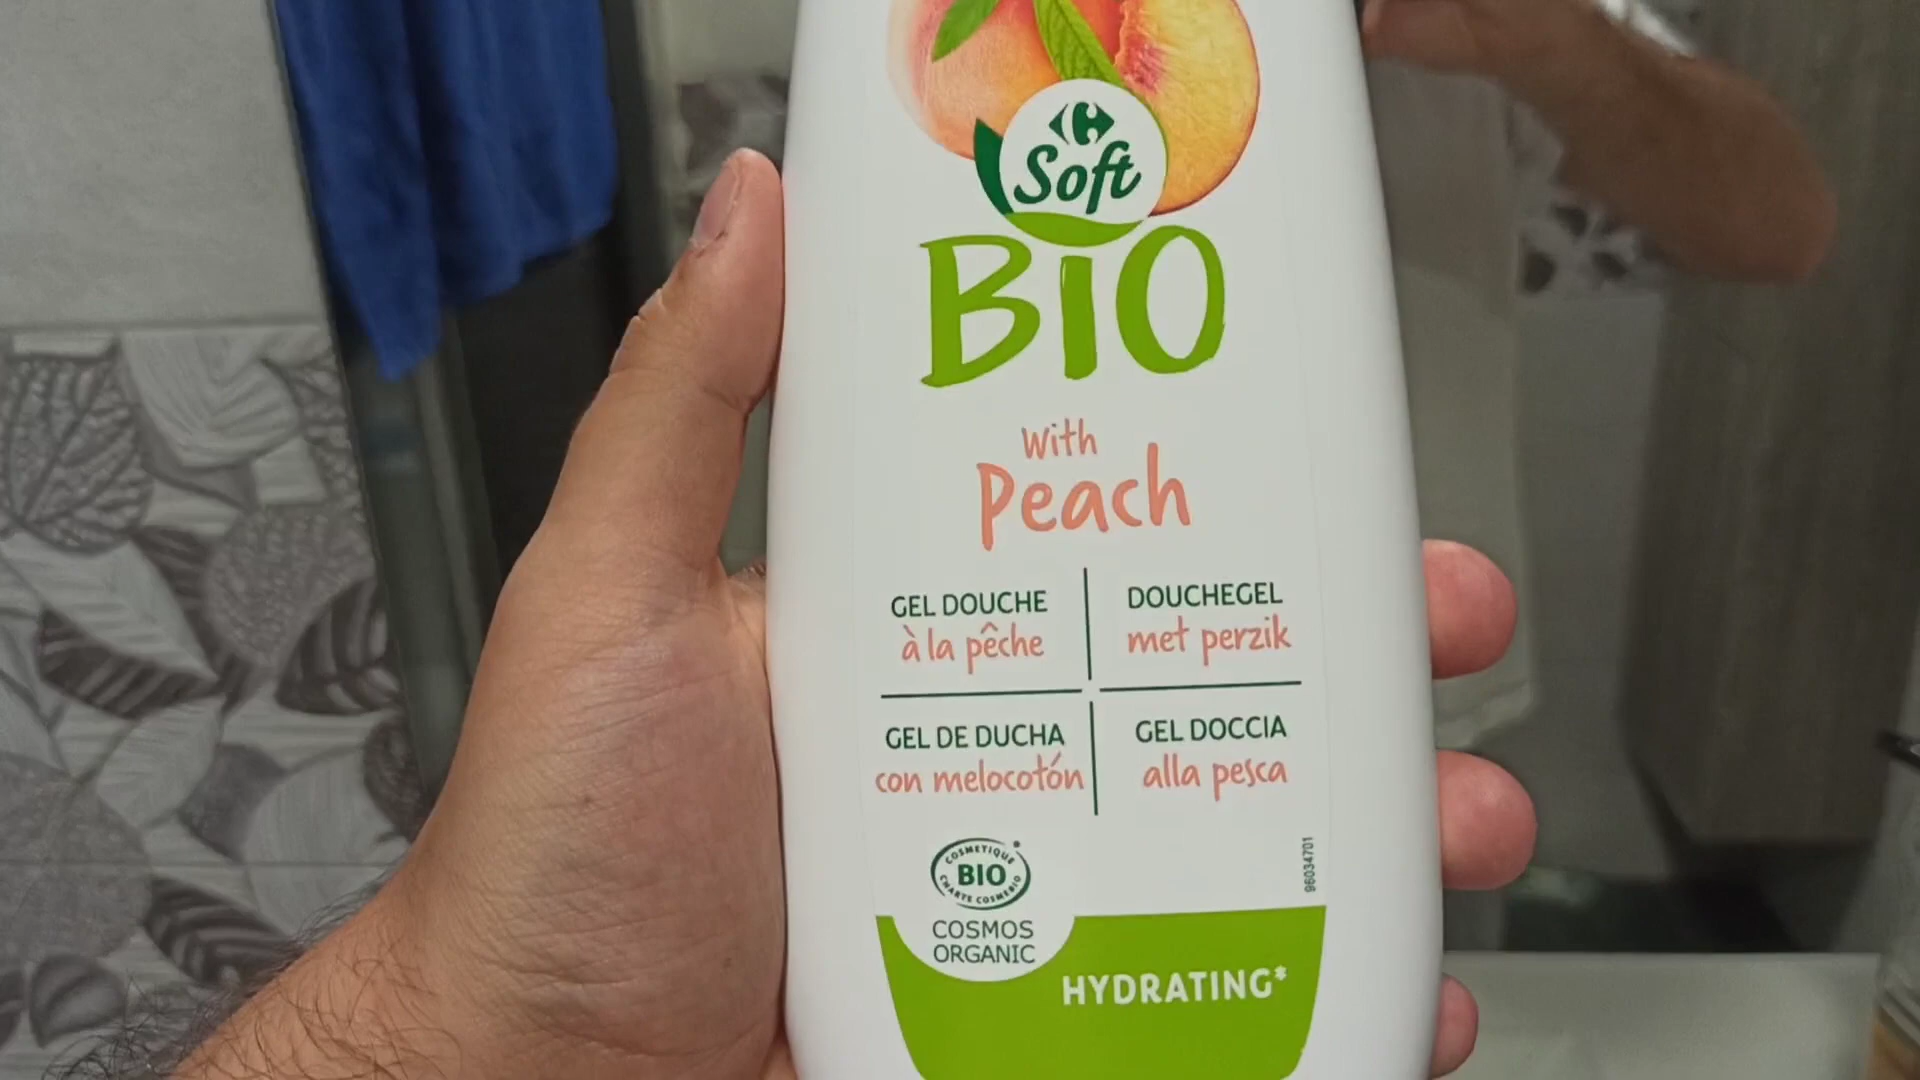 Soft
BIO
with
Peach
GEL DOUCHE
à la pêche
DOUCHEGEL
met perzik
GEL DE DUCHA
con melocotón
GEL DOCCIA
alla pesca
COSMETIQUE
BIO
CHARTE COSMEBIO
COSMOS
ORGANIC
96034701
HYDRATING*